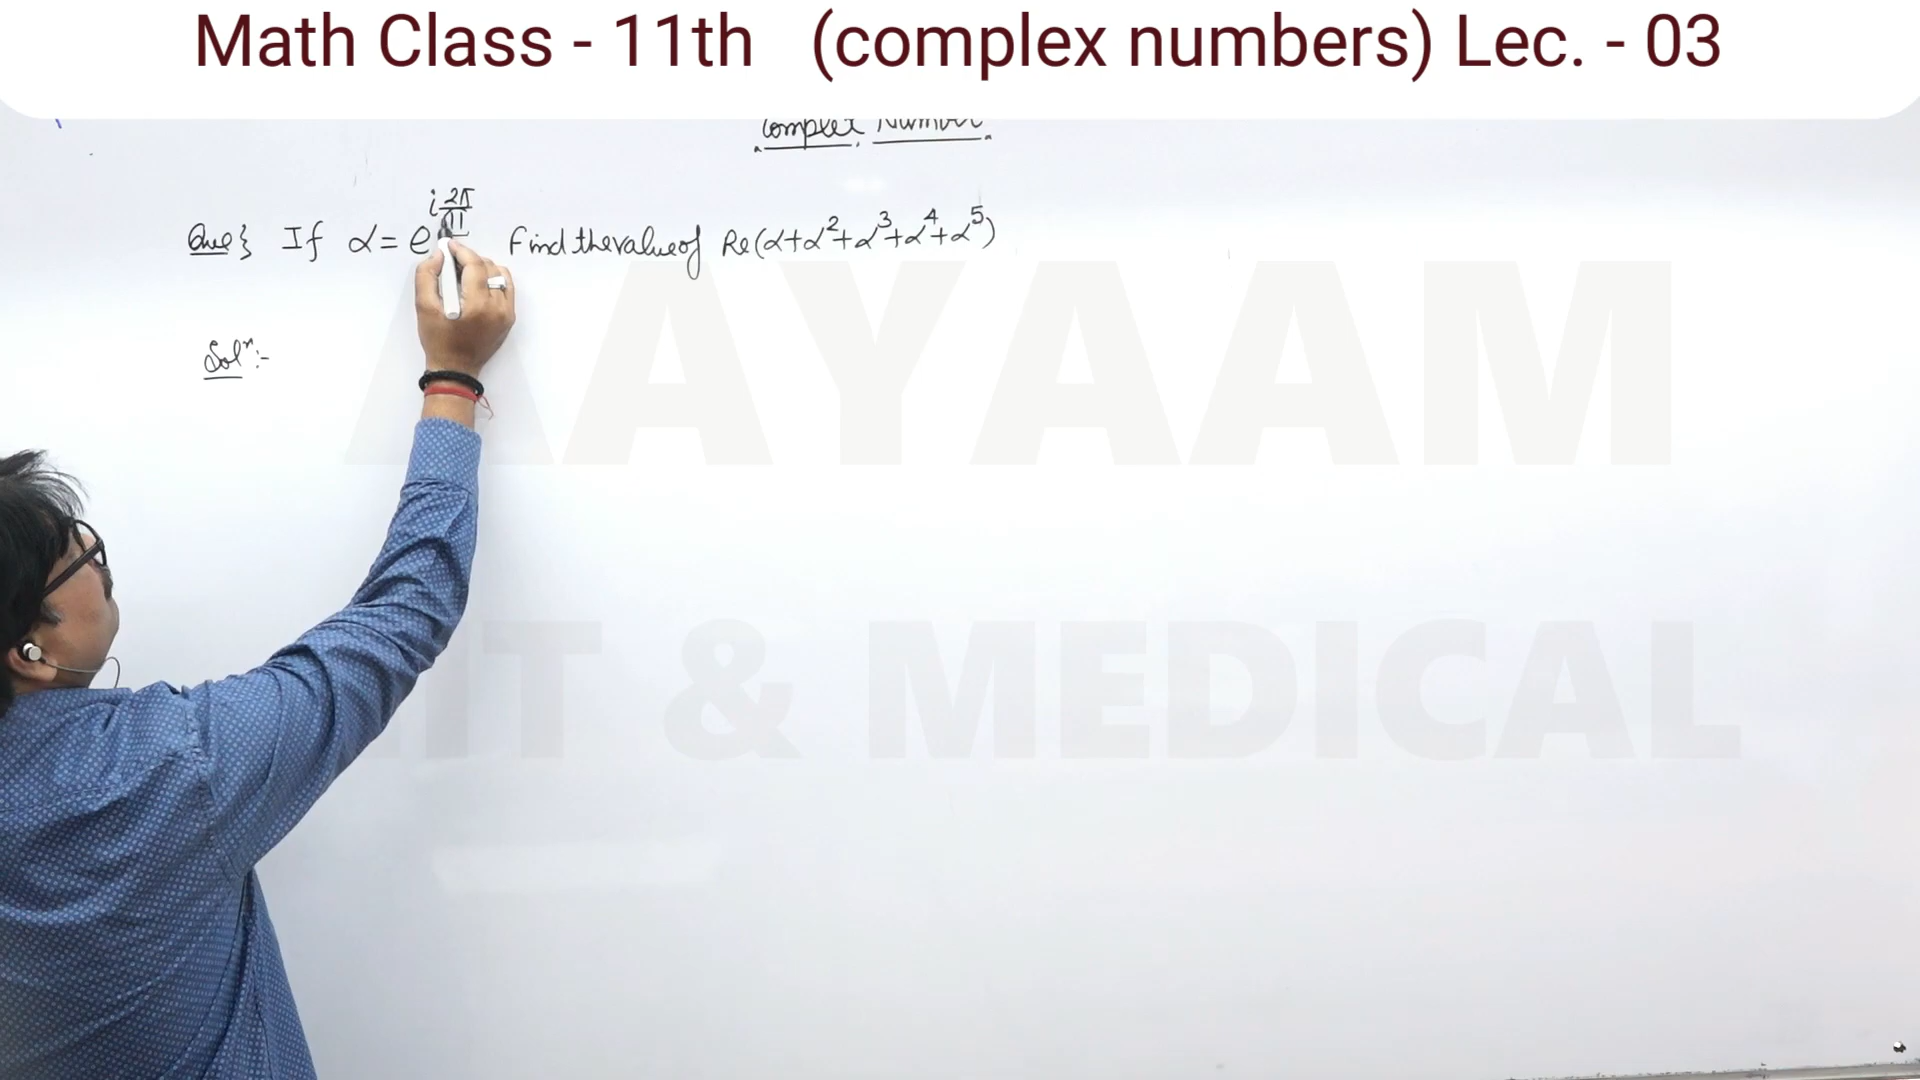 Math Class - 11th (complex numbers) Lec. - 03
Complex Number
Que} If α = e^{i 2π/11} Find the value of Re(α+α²+α³+α⁴+α⁵)
Solⁿ:-
AAYAAM
IIT & MEDICAL